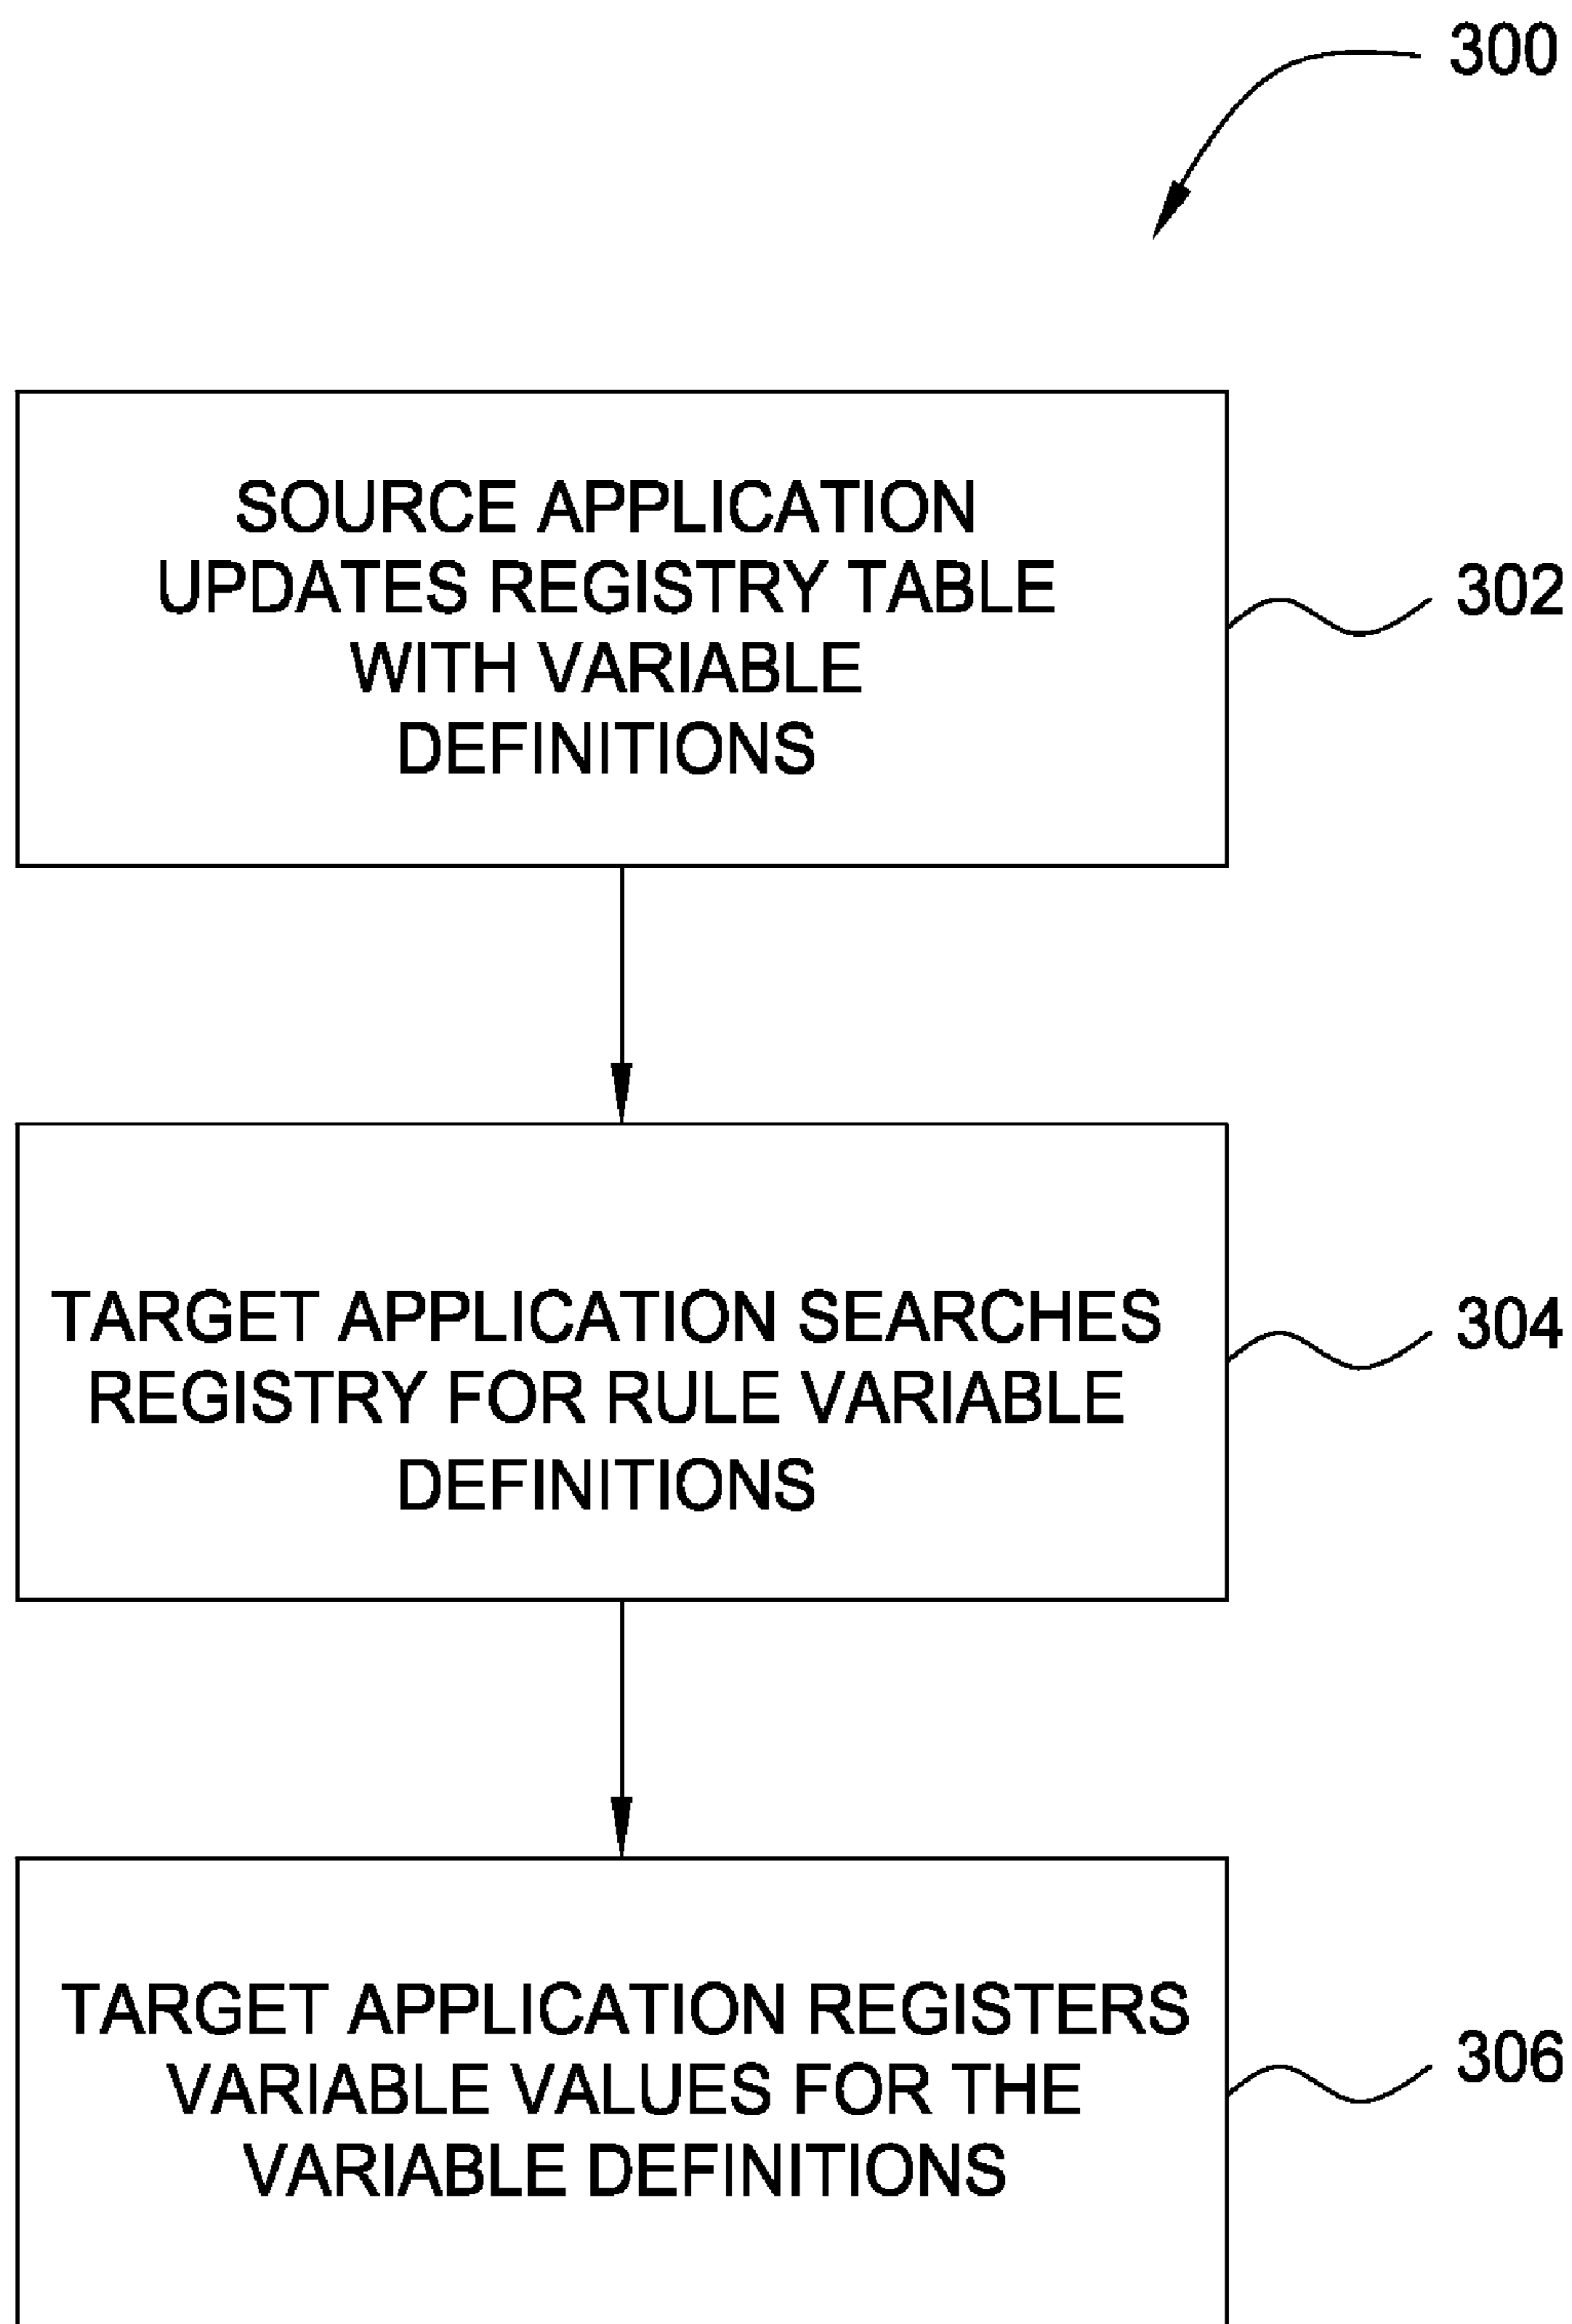 300
SOURCE APPLICATION
UPDATES REGISTRY TABLE
WITH VARIABLE
DEFINITIONS
302
TARGET APPLICATION SEARCHES
REGISTRY FOR RULE VARIABLE
DEFINITIONS
304
TARGET APPLICATION REGISTERS
VARIABLE VALUES FOR THE
VARIABLE DEFINITIONS
306